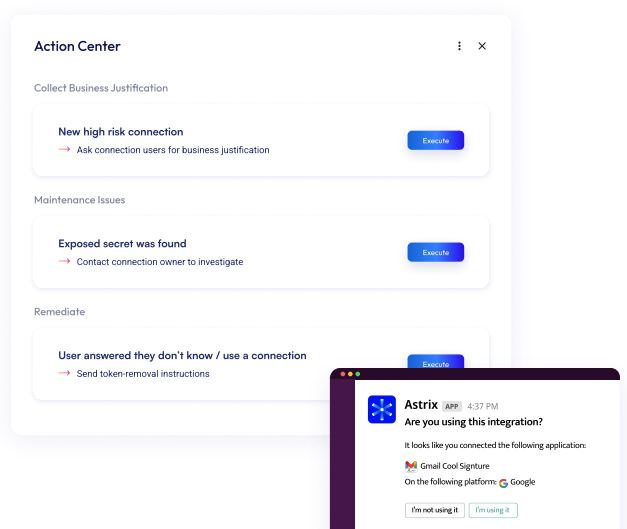 Action Center
Collect Business Justification
New high risk connection
→ Ask connection users for business justification
Execute
Maintenance Issues
Exposed secret was found
→ Contact connection owner to investigate
Execute
Remediate
User answered they don't know / use a connection
→ Send token-removal instructions
Execute
Astrix APP 4:37 PM
Are you using this integration?
It looks like you connected the following application:
Gmail Cool Signture
On the following platform: Google
I'm not using it
I'm using it